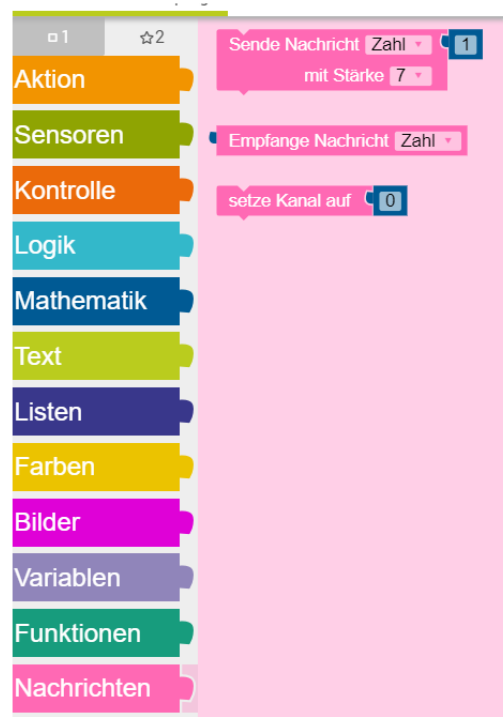 1
2
Aktion
Sensoren
Kontrolle
Logik
Mathematik
Text
Listen
Farben
Bilder
Variablen
Funktionen
Nachrichten
Sende Nachricht Zahl 1
mit Stärke 7
Empfange Nachricht Zahl
setze Kanal auf 0